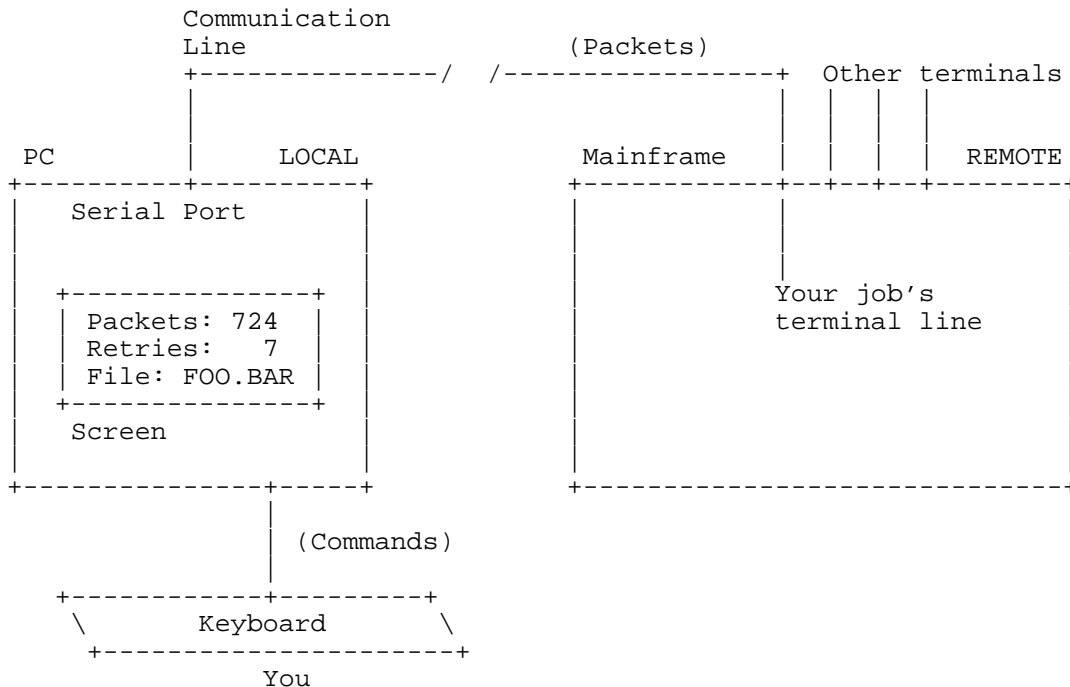 Communication
Line
(Packets)
Other terminals
PC
LOCAL
Mainframe
REMOTE
Serial Port
Packets: 724
Retries: 7
File: FOO.BAR
Screen
Your job's
terminal line
(Commands)
Keyboard
You